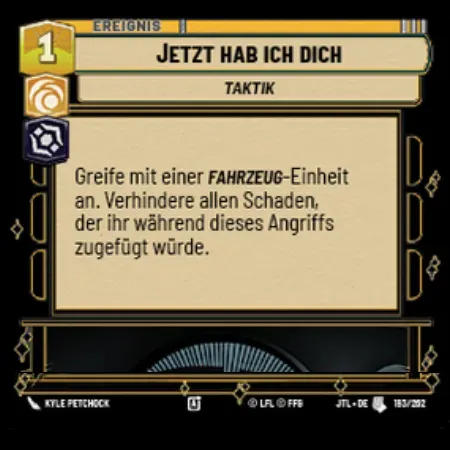 EREIGNIS
1
JETZT HAB ICH DICH
TAKTIK
Greife mit einer FAHRZEUG-Einheit
an. Verhindere allen Schaden,
der ihr während dieses Angriffs
zugefügt würde.
KYLE PETCHOCK
© LFL © FFG
JTL • DE
193/262